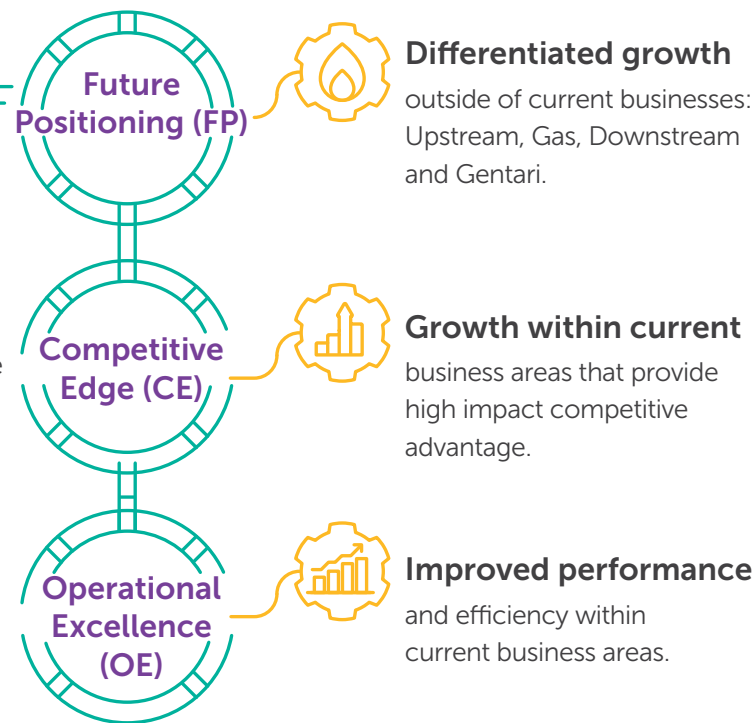 Future
Positioning (FP)
Differentiated growth
outside of current businesses:
Upstream, Gas, Downstream
and Gentari.
Competitive
Edge (CE)
Growth within current
business areas that provide
high impact competitive
advantage.
Operational
Excellence
(OE)
Improved performance
and efficiency within
current business areas.